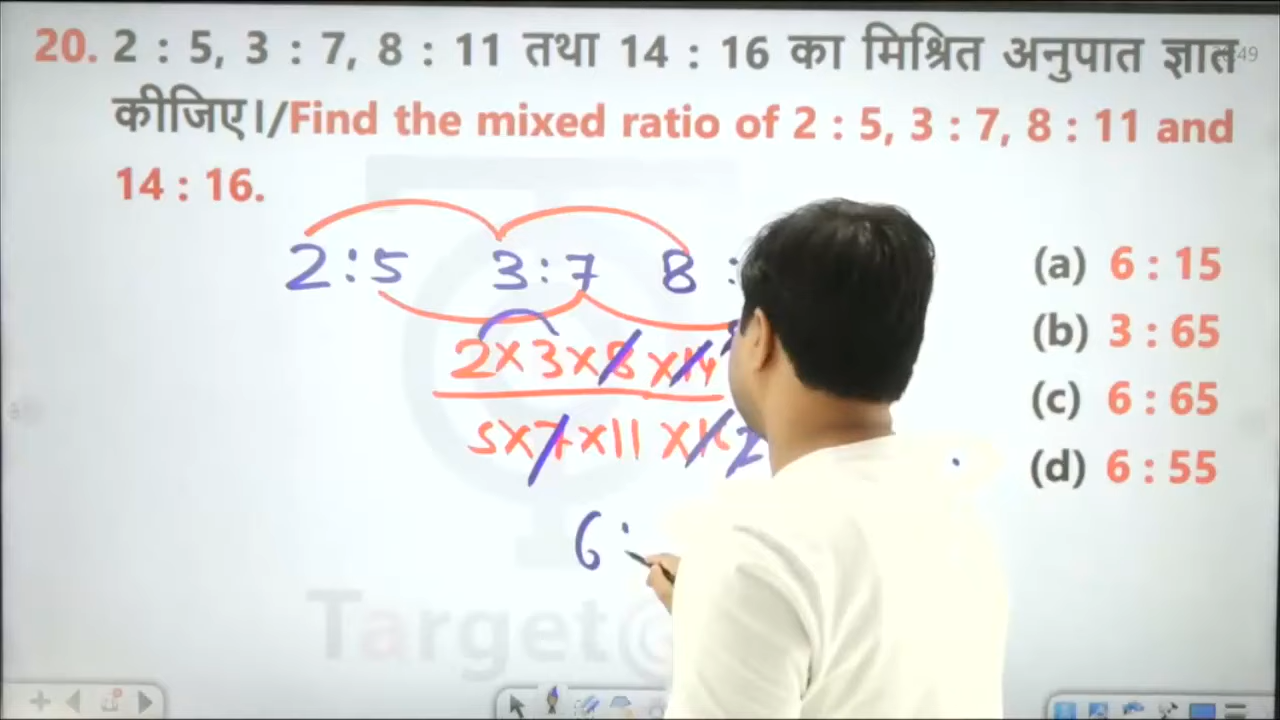 20. 2 : 5, 3 : 7, 8 : 11 तथा 14 : 16 का मिश्रित अनुपात ज्ञात
कीजिए।/Find the mixed ratio of 2 : 5, 3 : 7, 8 : 11 and
14 : 16.
2 : 5 3 : 7 8 :
2 × 3 × 8 × 14
5 × 7 × 11 × 16 2
6 :
(a) 6 : 15
(b) 3 : 65
(c) 6 : 65
(d) 6 : 55
Target@